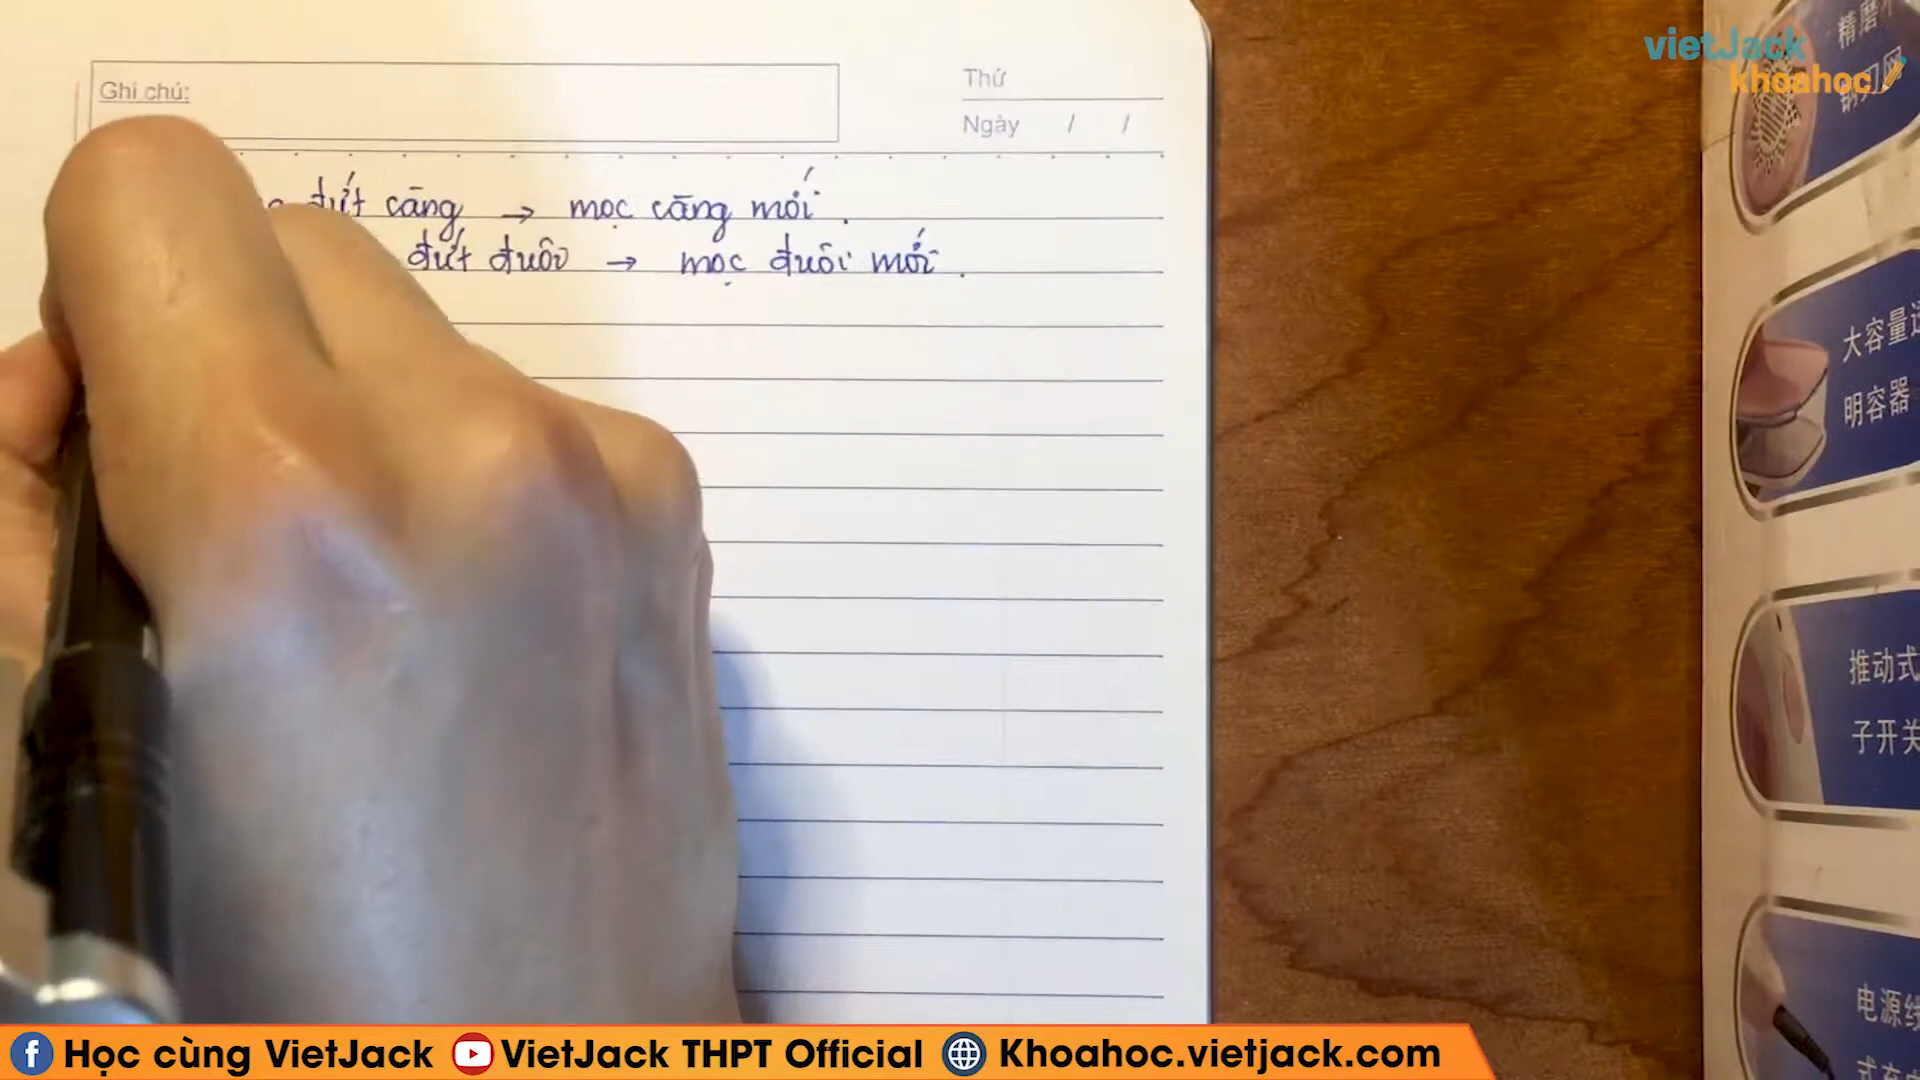 vietJack
khoahoc
Ghi chú:
Thứ
Ngày / /
đứt càng → mọc càng mới.
đứt đuôi → mọc đuôi mới.
大容量
明容器
推动式
子开关
电源线
Học cùng VietJack VietJack THPT Official Khoahoc.vietjack.com